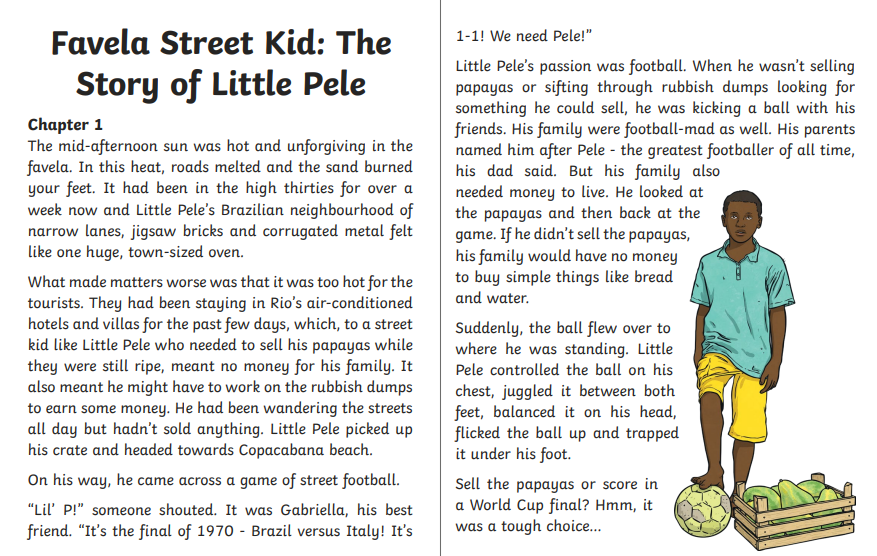 Favela Street Kid: The
Story of Little Pele
Chapter 1
The mid-afternoon sun was hot and unforgiving in the
favela. In this heat, roads melted and the sand burned
your feet. It had been in the high thirties for over a
week now and Little Pele's Brazilian neighbourhood of
narrow lanes, jigsaw bricks and corrugated metal felt
like one huge, town-sized oven.
What made matters worse was that it was too hot for the
tourists. They had been staying in Rio's air-conditioned
hotels and villas for the past few days, which, to a street
kid like Little Pele who needed to sell his papayas while
they were still ripe, meant no money for his family. It
also meant he might have to work on the rubbish dumps
to earn some money. He had been wandering the streets
all day but hadn't sold anything. Little Pele picked up
his crate and headed towards Copacabana beach.
On his way, he came across a game of street football.
“Lil' P!” someone shouted. It was Gabriella, his best
friend. “It's the final of 1970 - Brazil versus Italy! It's
1-1! We need Pele!”
Little Pele's passion was football. When he wasn't selling
papayas or sifting through rubbish dumps looking for
something he could sell, he was kicking a ball with his
friends. His family were football-mad as well. His parents
named him after Pele - the greatest footballer of all time,
his dad said. But his family also
needed money to live. He looked at
the papayas and then back at the
game. If he didn't sell the papayas,
his family would have no money
to buy simple things like bread
and water.
Suddenly, the ball flew over to
where he was standing. Little
Pele controlled the ball on his
chest, juggled it between both
feet, balanced it on his head,
flicked the ball up and trapped
it under his foot.
Sell the papayas or score in
a World Cup final? Hmm, it
was a tough choice...